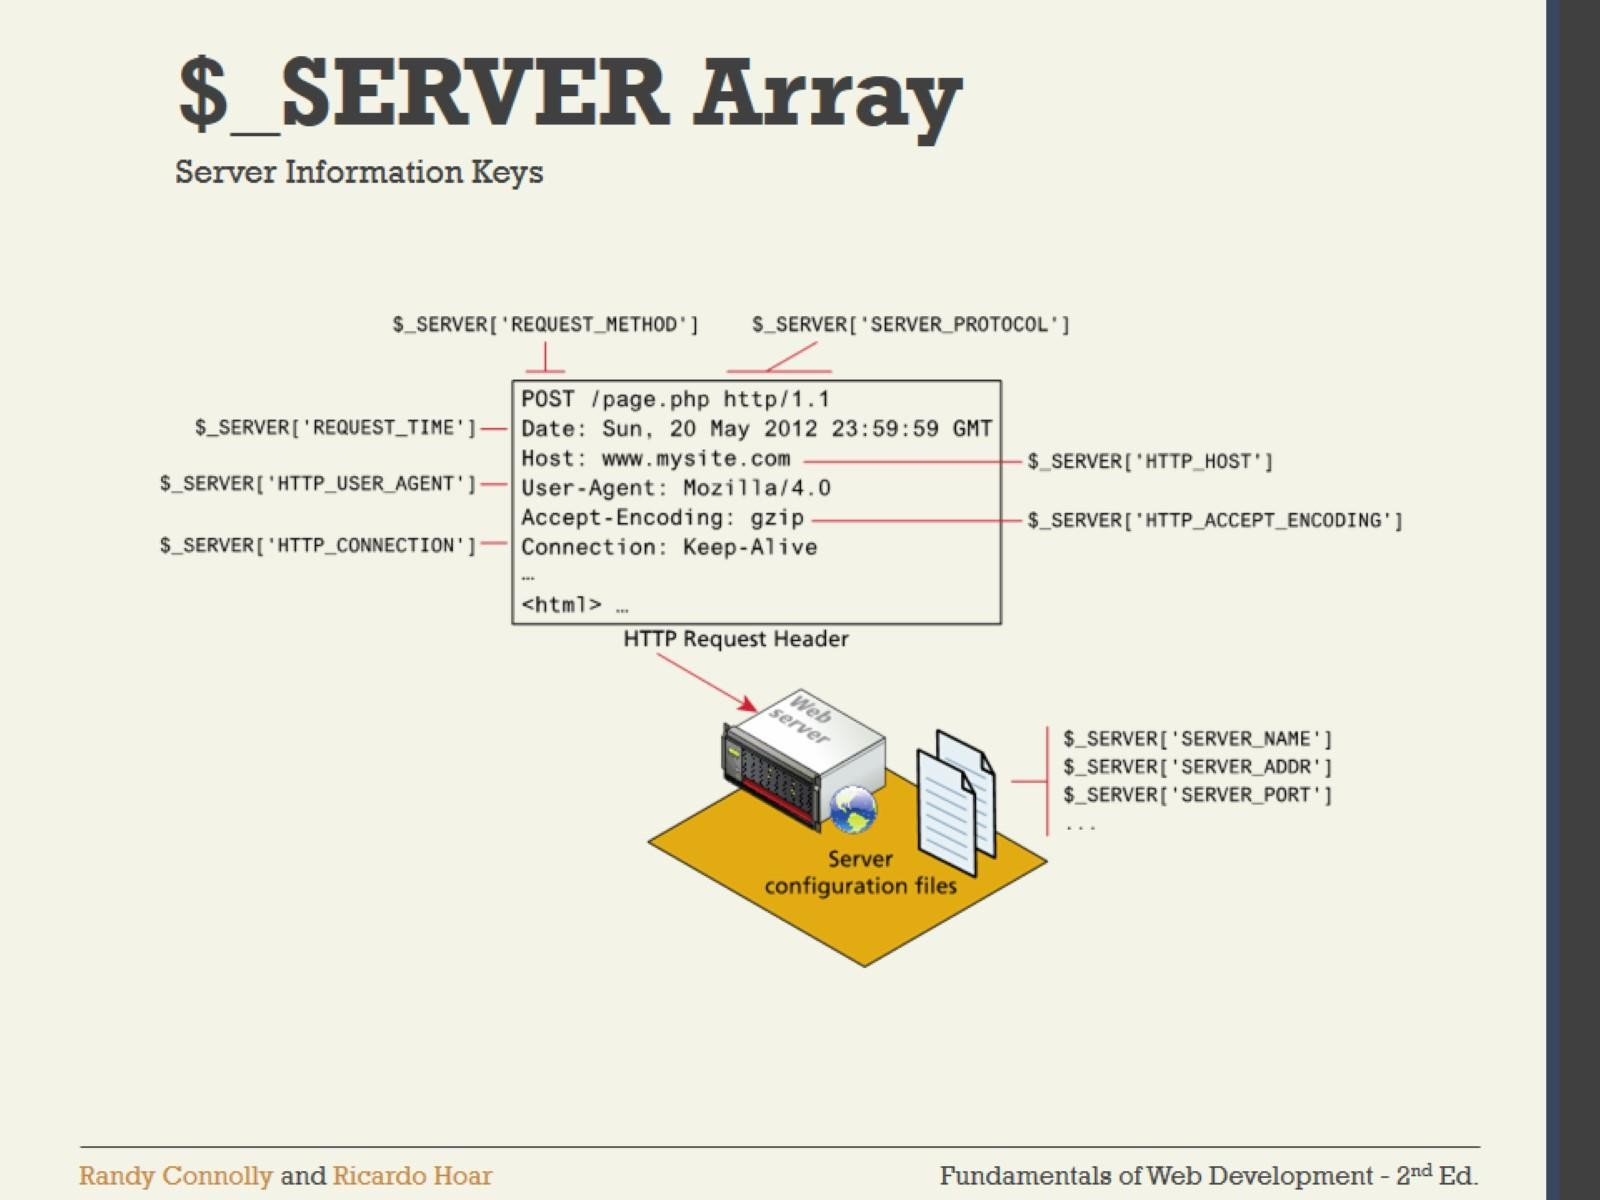 $_SERVER Array
Server Information Keys
$_SERVER['REQUEST_METHOD']
$_SERVER['SERVER_PROTOCOL']
$_SERVER['REQUEST_TIME']
$_SERVER['HTTP_USER_AGENT']
$_SERVER['HTTP_CONNECTION']
POST /page.php http/1.1
Date: Sun, 20 May 2012 23:59:59 GMT
Host: www.mysite.com
User-Agent: Mozilla/4.0
Accept-Encoding: gzip
Connection: Keep-Alive
…
<html> …
$_SERVER['HTTP_HOST']
$_SERVER['HTTP_ACCEPT_ENCODING']
HTTP Request Header
Web
server
Server
configuration files
$_SERVER['SERVER_NAME']
$_SERVER['SERVER_ADDR']
$_SERVER['SERVER_PORT']
...
Randy Connolly and Ricardo Hoar
Fundamentals of Web Development - 2nd Ed.